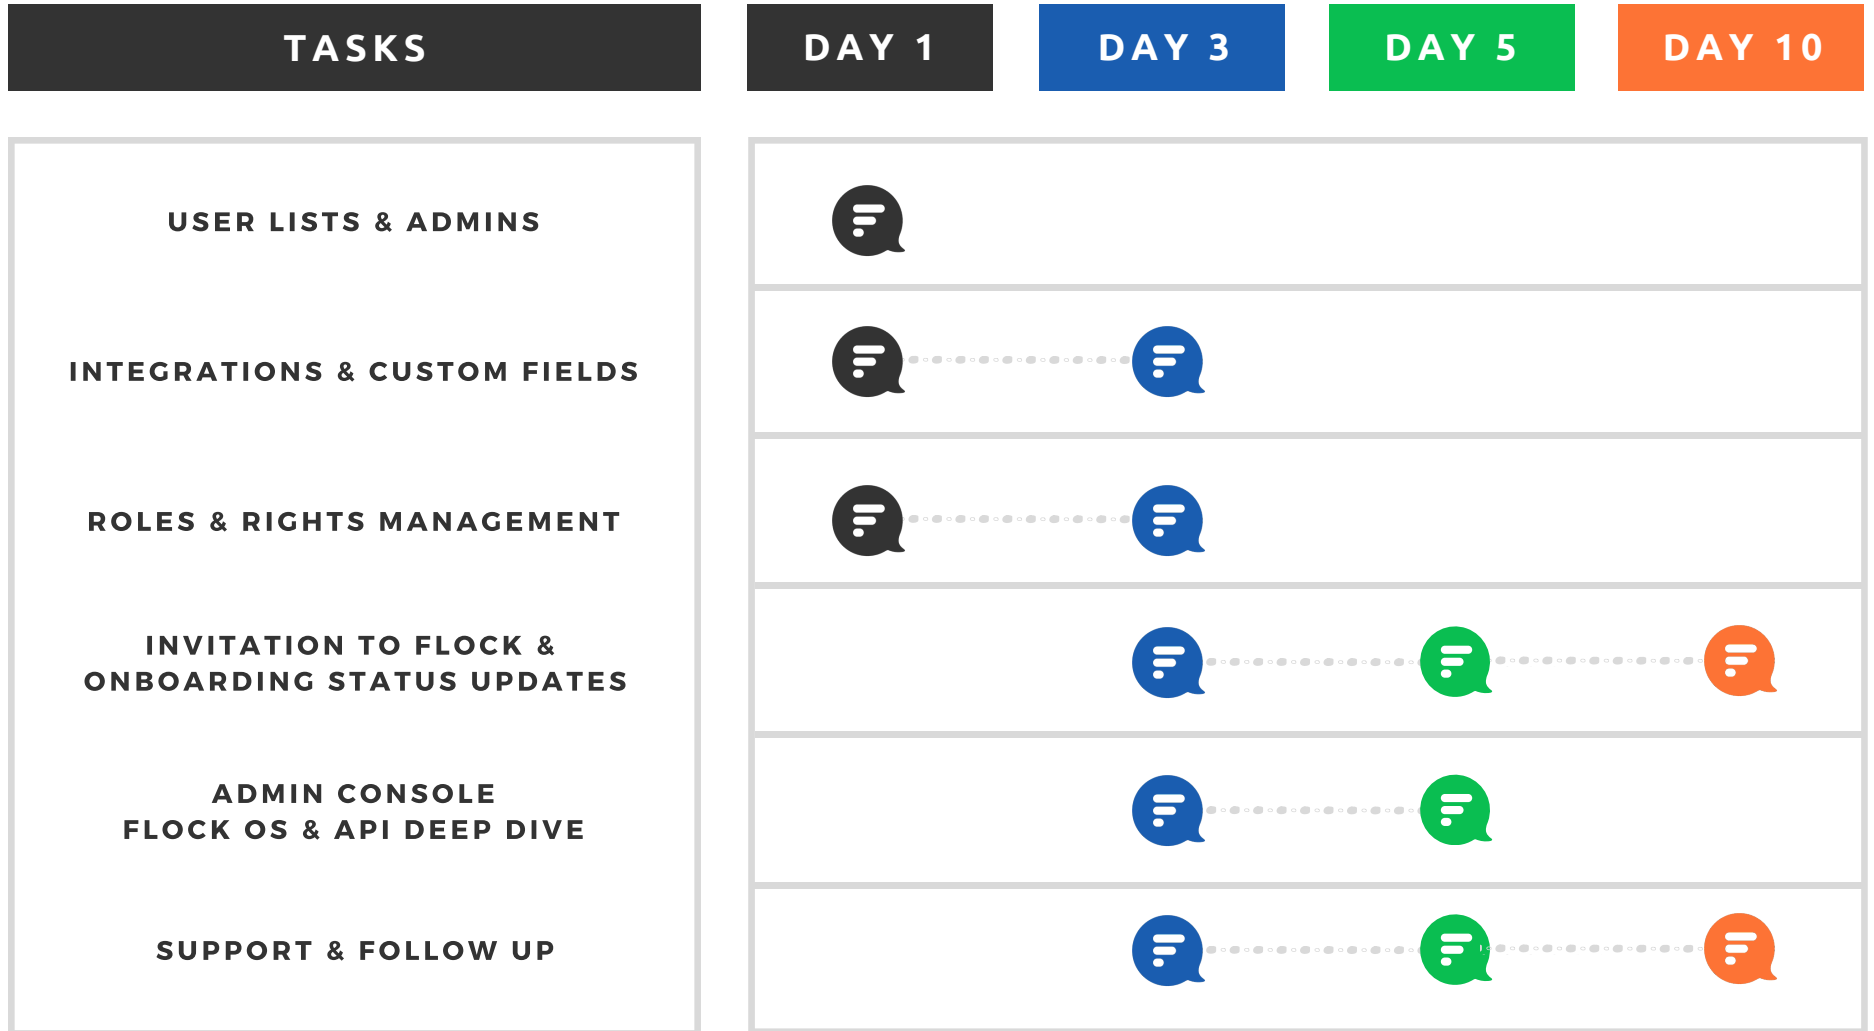 TASKS
DAY 1
DAY 3
DAY 5
DAY 10
USER LISTS & ADMINS
INTEGRATIONS & CUSTOM FIELDS
ROLES & RIGHTS MANAGEMENT
INVITATION TO FLOCK &
ONBOARDING STATUS UPDATES
ADMIN CONSOLE
FLOCK OS & API DEEP DIVE
SUPPORT & FOLLOW UP